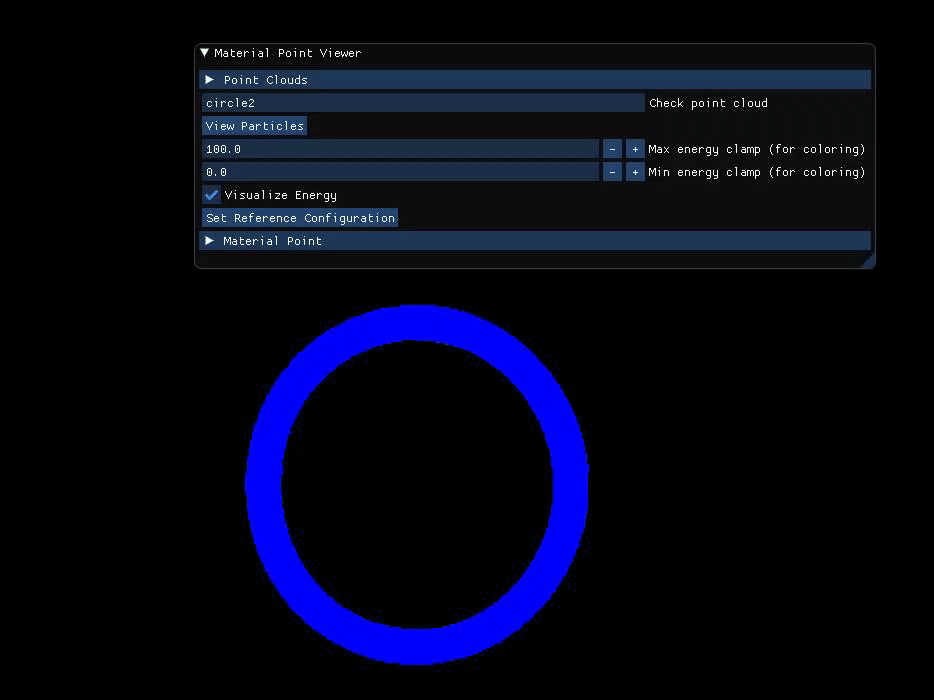 Material Point Viewer
Point Clouds
circle2 Check point cloud
View Particles
100.0 - + Max energy clamp (for coloring)
0.0 - + Min energy clamp (for coloring)
Visualize Energy
Set Reference Configuration
Material Point